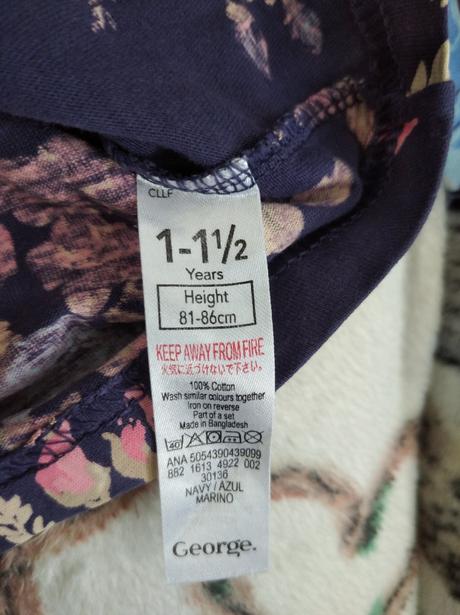 CLLF
1-1½
Years
Height
81-86cm
KEEP AWAY FROM FIRE
火気に近づけないで下さい。
100% Cotton
Wash similar colours together
Iron on reverse
Part of a set
Made in Bangladesh
40
ANA 5054390439099
882 1613 4922 002
30136
NAVY / AZUL
MARINO
George.